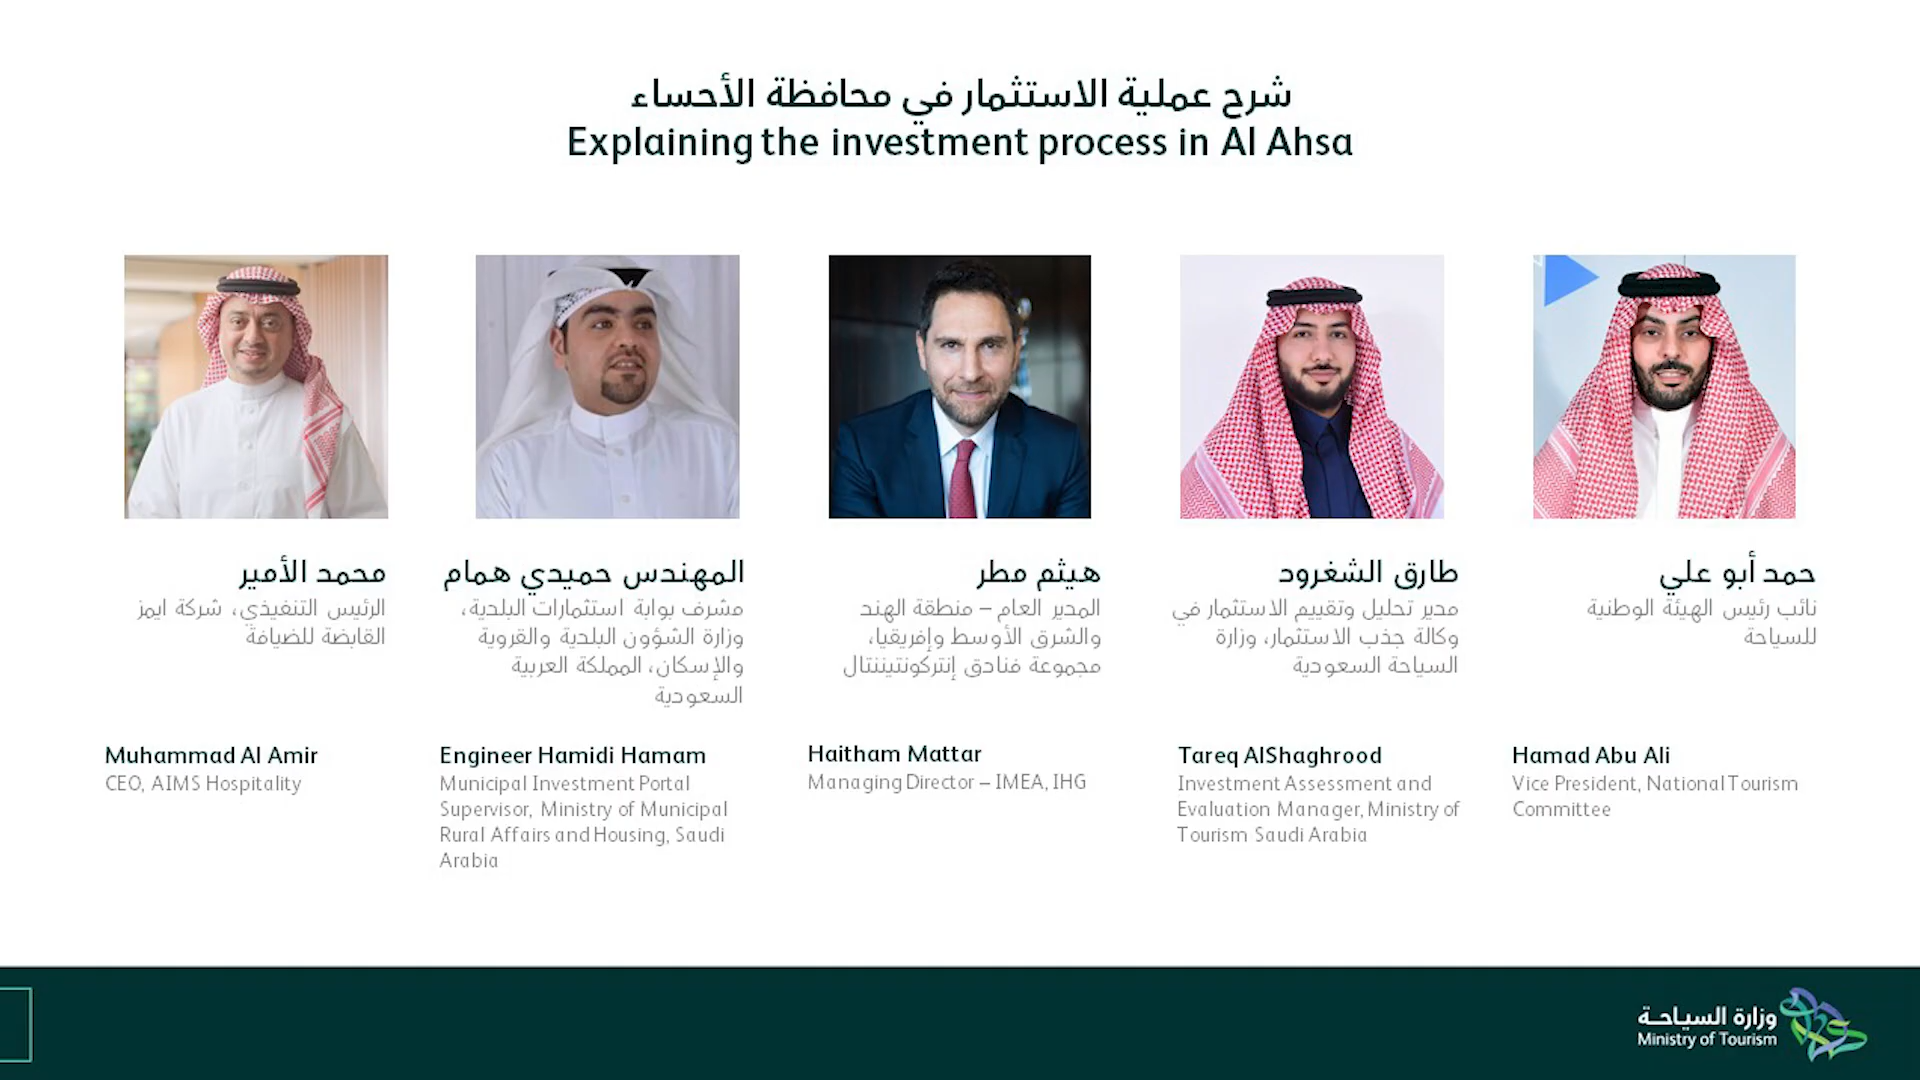 شرح عملية الاستثمار في محافظة الأحساء
Explaining the investment process in Al Ahsa
محمد الأمير
الرئيس التنفيذي، شركة ايمز
القابضة للضيافة
المهندس حميدي همام
مشرف بوابة استثمارات البلدية،
وزارة الشؤون البلدية والقروية
والإسكان، المملكة العربية
السعودية
هيثم مطر
المدير العام – منطقة الهند
والشرق الأوسط وإفريقيا،
مجموعة فنادق إنتركونتيننتال
طارق الشغرود
مدير تحليل وتقييم الاستثمار في
وكالة جذب الاستثمار، وزارة
السياحة السعودية
حمد أبو علي
نائب رئيس الهيئة الوطنية
للسياحة
Muhammad Al Amir
CEO, AIMS Hospitality
Engineer Hamidi Hamam
Municipal Investment Portal
Supervisor, Ministry of Municipal
Rural Affairs and Housing, Saudi
Arabia
Haitham Mattar
Managing Director – IMEA, IHG
Tareq AlShaghrood
Investment Assessment and
Evaluation Manager, Ministry of
Tourism Saudi Arabia
Hamad Abu Ali
Vice President, National Tourism
Committee
وزارة السياحة
Ministry of Tourism